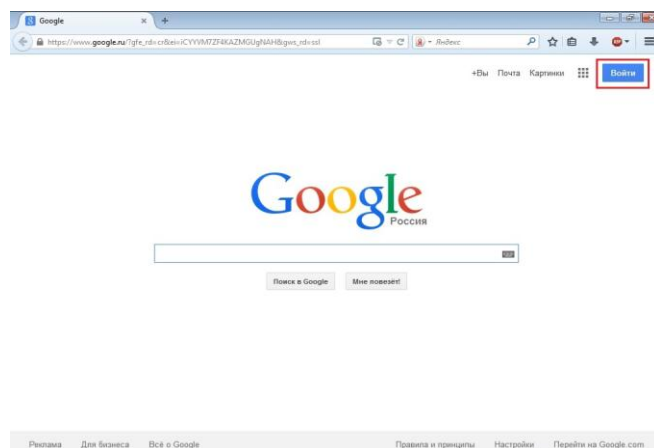 Google
https://www.google.ru/?gfe_rd=cr&ei=iCYVVM7ZF4KAZMGUgNAH&gws_rd=ssl
Яндекс
+Вы Почта Картинки Войти
Google
Россия
Поиск в Google Мне повезёт!
Реклама Для бизнеса Всё о Google Правила и принципы Настройки Перейти на Google.com